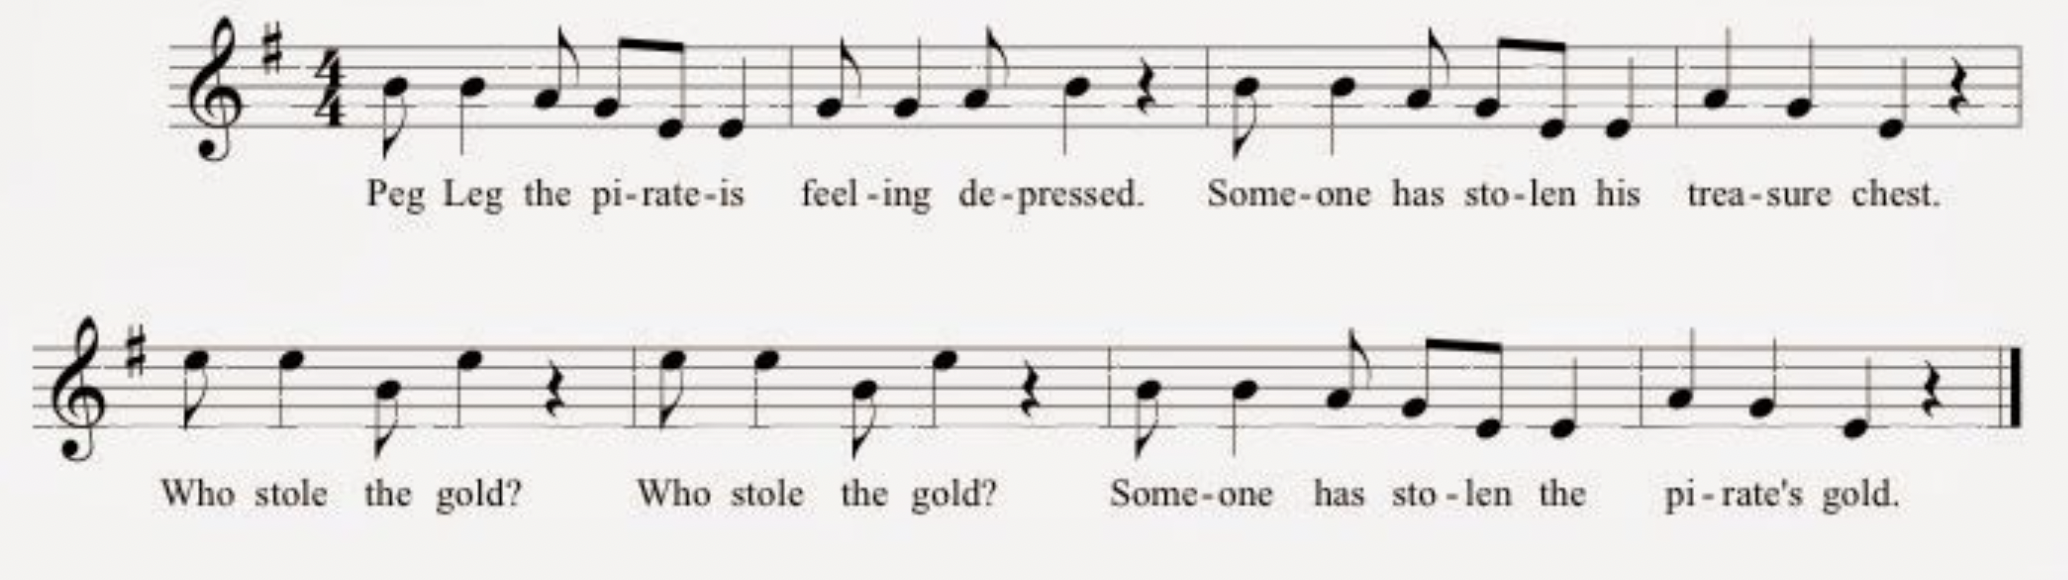 4
4
Peg Leg the pi-rate-is feel-ing de-pressed. Some-one has sto-len his trea-sure chest.
Who stole the gold? Who stole the gold? Some-one has sto-len the pi-rate's gold.